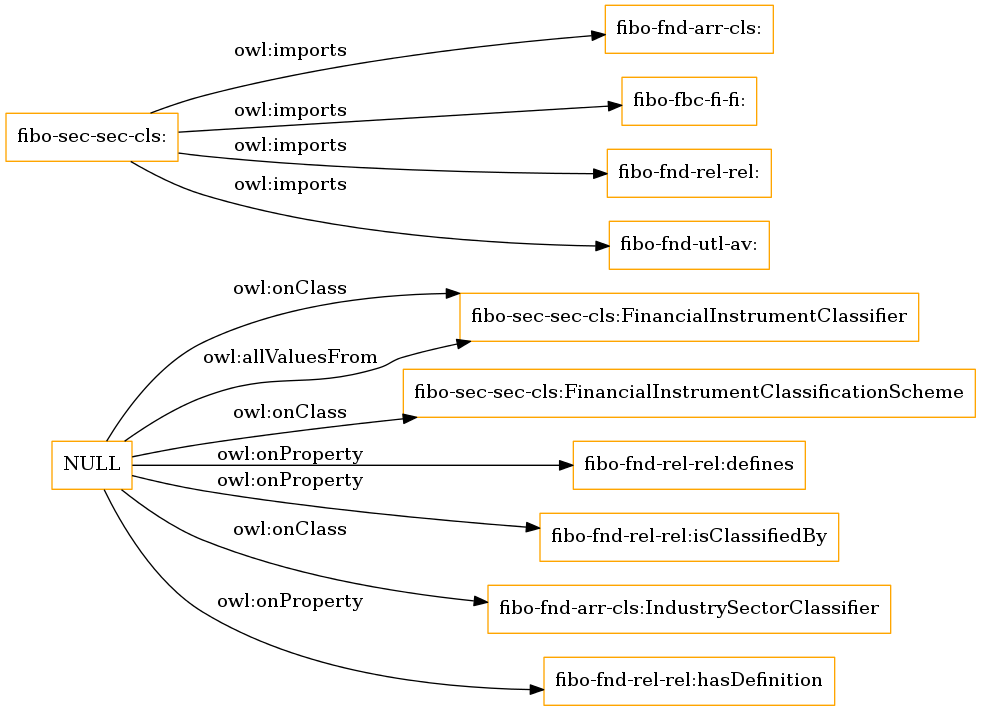 fibo-fnd-arr-cls:
owl:imports
fibo-fbc-fi-fi:
owl:imports
fibo-sec-sec-cls:
owl:imports
fibo-fnd-rel-rel:
owl:imports
fibo-fnd-utl-av:
owl:onClass
fibo-sec-sec-cls:FinancialInstrumentClassifier
owl:allValuesFrom
fibo-sec-sec-cls:FinancialInstrumentClassificationScheme
owl:onClass
owl:onProperty
NULL
fibo-fnd-rel-rel:defines
owl:onProperty
fibo-fnd-rel-rel:isClassifiedBy
owl:onClass
fibo-fnd-arr-cls:IndustrySectorClassifier
owl:onProperty
fibo-fnd-rel-rel:hasDefinition